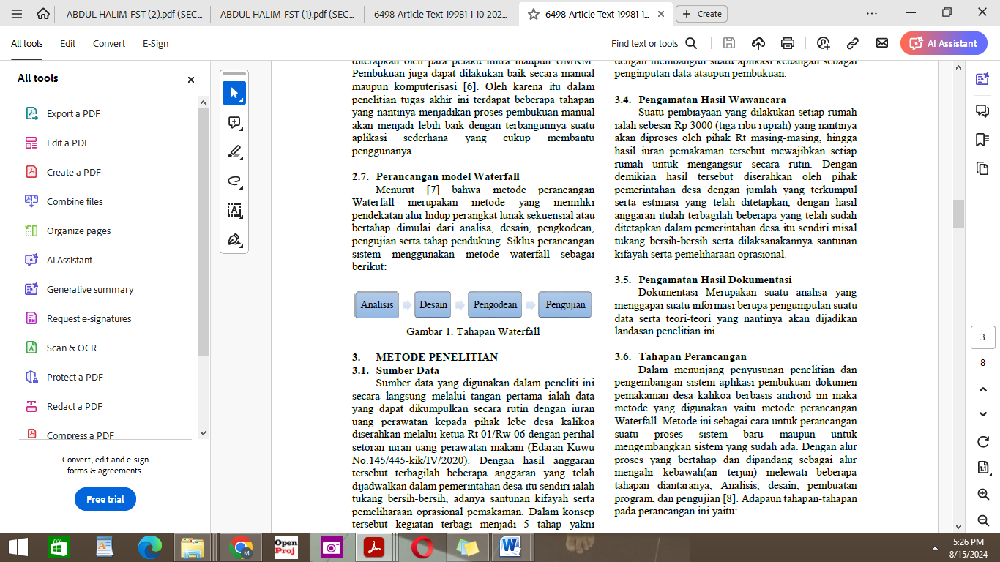 ABDUL HALIM-FST (2).pdf (SEC...
ABDUL HALIM-FST (1).pdf (SEC...
6498-Article Text-19981-1-10-202...
6498-Article Text-19981-1...
Create
All tools
Edit
Convert
E-Sign
Find text or tools
AI Assistant
All tools
Export a PDF
Edit a PDF
Create a PDF
Combine files
Organize pages
AI Assistant
Generative summary
Request e-signatures
Scan & OCR
Protect a PDF
Redact a PDF
Compress a PDF
Convert, edit and e-sign
forms & agreements.
Free trial
diterapkan oleh para pelaku mitra maupun UMKM.
Pembukuan juga dapat dilakukan baik secara manual
maupun komputerisasi [6]. Oleh karena itu dalam
penelitian tugas akhir ini terdapat beberapa tahapan
yang nantinya menjadikan proses pembukuan manual
akan menjadi lebih baik dengan terbangunnya suatu
aplikasi sederhana yang cukup membantu
penggunanya.
2.7. Perancangan model Waterfall
Menurut [7] bahwa metode perancangan
Waterfall merupakan metode yang memiliki
pendekatan alur hidup perangkat lunak sekuensial atau
bertahap dimulai dari analisa, desain, pengkodean,
pengujian serta tahap pendukung. Siklus perancangan
sistem menggunakan metode waterfall sebagai
berikut:
Analisis
Desain
Pengodean
Pengujian
Gambar 1. Tahapan Waterfall
3. METODE PENELITIAN
3.1. Sumber Data
Sumber data yang digunakan dalam peneliti ini
secara langsung melalui tangan pertama ialah data
yang dapat dikumpulkan secara rutin dengan iuran
uang perawatan kepada pihak lebe desa kalikoa
diserahkan melalui ketua Rt 01/Rw 06 dengan perihal
setoran iuran uang perawatan makam (Edaran Kuwu
No.145/445-kik/IV/2020). Dengan hasil anggaran
tersebut terbagilah beberapa anggaran yang telah
dijadwalkan dalam pemerintahan desa itu sendiri ialah
tukang bersih-bersih, adanya santunan kifayah serta
pemeliharaan oprasional pemakaman. Dalam konsep
tersebut kegiatan terbagi menjadi 5 tahap yakni
dengan membangun suatu aplikasi keuangan sebagai
penginputan data ataupun pembukuan.
3.4. Pengamatan Hasil Wawancara
Suatu pembiayaan yang dilakukan setiap rumah
ialah sebesar Rp 3000 (tiga ribu rupiah) yang nantinya
akan diproses oleh pihak Rt masing-masing, hingga
hasil iuran pemakaman tersebut mewajibkan setiap
rumah untuk mengangsur secara rutin. Dengan
demikian hasil tersebut diserahkan oleh pihak
pemerintahan desa dengan jumlah yang terkumpul
serta estimasi yang telah ditetapkan, dengan hasil
anggaran itulah terbagilah beberapa yang telah sudah
ditetapkan dalam pemerintahan desa itu sendiri misal
tukang bersih-bersih serta dilaksanakannya santunan
kifayah serta pemeliharaan oprasional.
3.5. Pengamatan Hasil Dokumentasi
Dokumentasi Merupakan suatu analisa yang
menggapai suatu informasi berupa pengumpulan suatu
data serta teori-teori yang nantinya akan dijadikan
landasan penelitian ini.
3.6. Tahapan Perancangan
Dalam menunjang penyusunan penelitian dan
pengembangan sistem aplikasi pembukuan dokumen
pemakaman desa kalikoa berbasis android ini maka
metode yang digunakan yaitu metode perancangan
Waterfall. Metode ini sebagai cara untuk perancangan
suatu proses sistem baru maupun untuk
mengembangkan sistem yang sudah ada. Dengan alur
proses yang bertahap dan dipandang sebagai alur
mengalir kebawah(air terjun) melewati beberapa
tahapan diantaranya, Analisis, desain, pembuatan
program, dan pengujian [8]. Adapaun tahapan-tahapan
pada perancangan ini yaitu:
3
8
1:1
Open
Proj
M
5:26 PM
8/15/2024